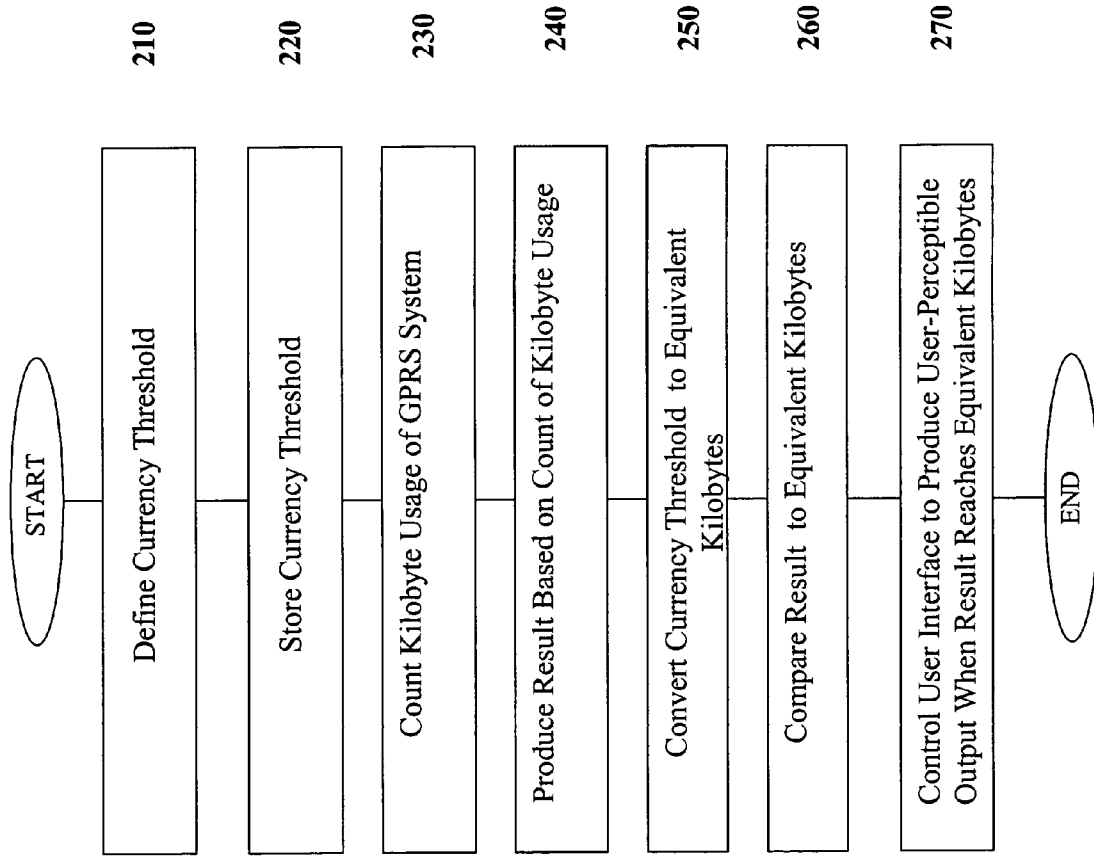 START
Define Currency Threshold
210
Store Currency Threshold
220
Count Kilobyte Usage of GPRS System
230
Produce Result Based on Count of Kilobyte Usage
240
Convert Currency Threshold to Equivalent
Kilobytes
250
Compare Result to Equivalent Kilobytes
260
Control User Interface to Produce User-Perceptible
Output When Result Reaches Equivalent Kilobytes
270
END